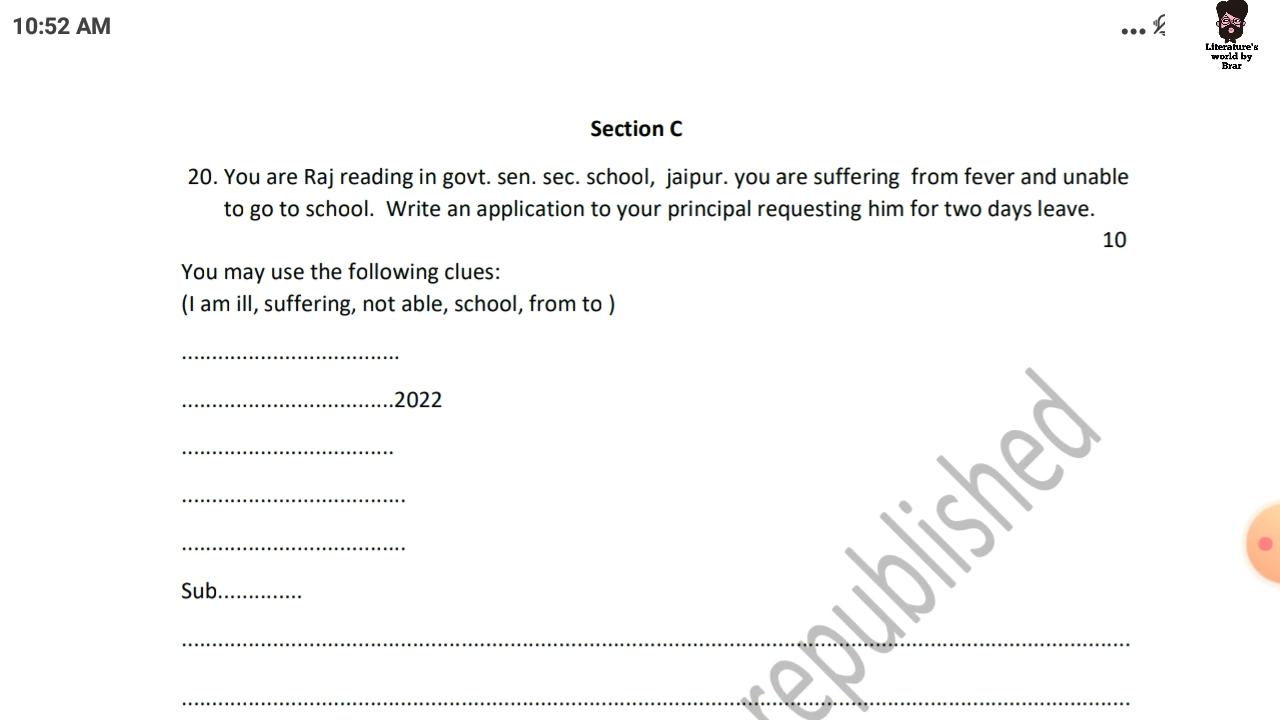 10:52 AM
Literature's
world by
Brar
Section C
20. You are Raj reading in govt. sen. sec. school, jaipur. you are suffering from fever and unable
to go to school. Write an application to your principal requesting him for two days leave.
10
You may use the following clues:
(I am ill, suffering, not able, school, from to )
....................................
...................................2022
...................................
.....................................
.....................................
Sub..............
..............................................................................................................................
..............................................................................................................................
republished